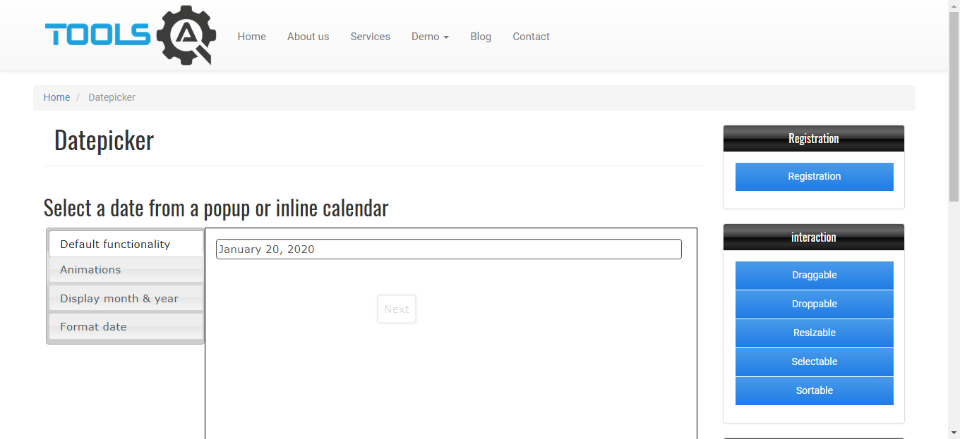 TOOLS QA
Home About us Services Demo Blog Contact
Home / Datepicker
Datepicker
Select a date from a popup or inline calendar
Default functionality
Animations
Display month & year
Format date
January 20, 2020
Next
Registration
Registration
interaction
Draggable
Droppable
Resizable
Selectable
Sortable